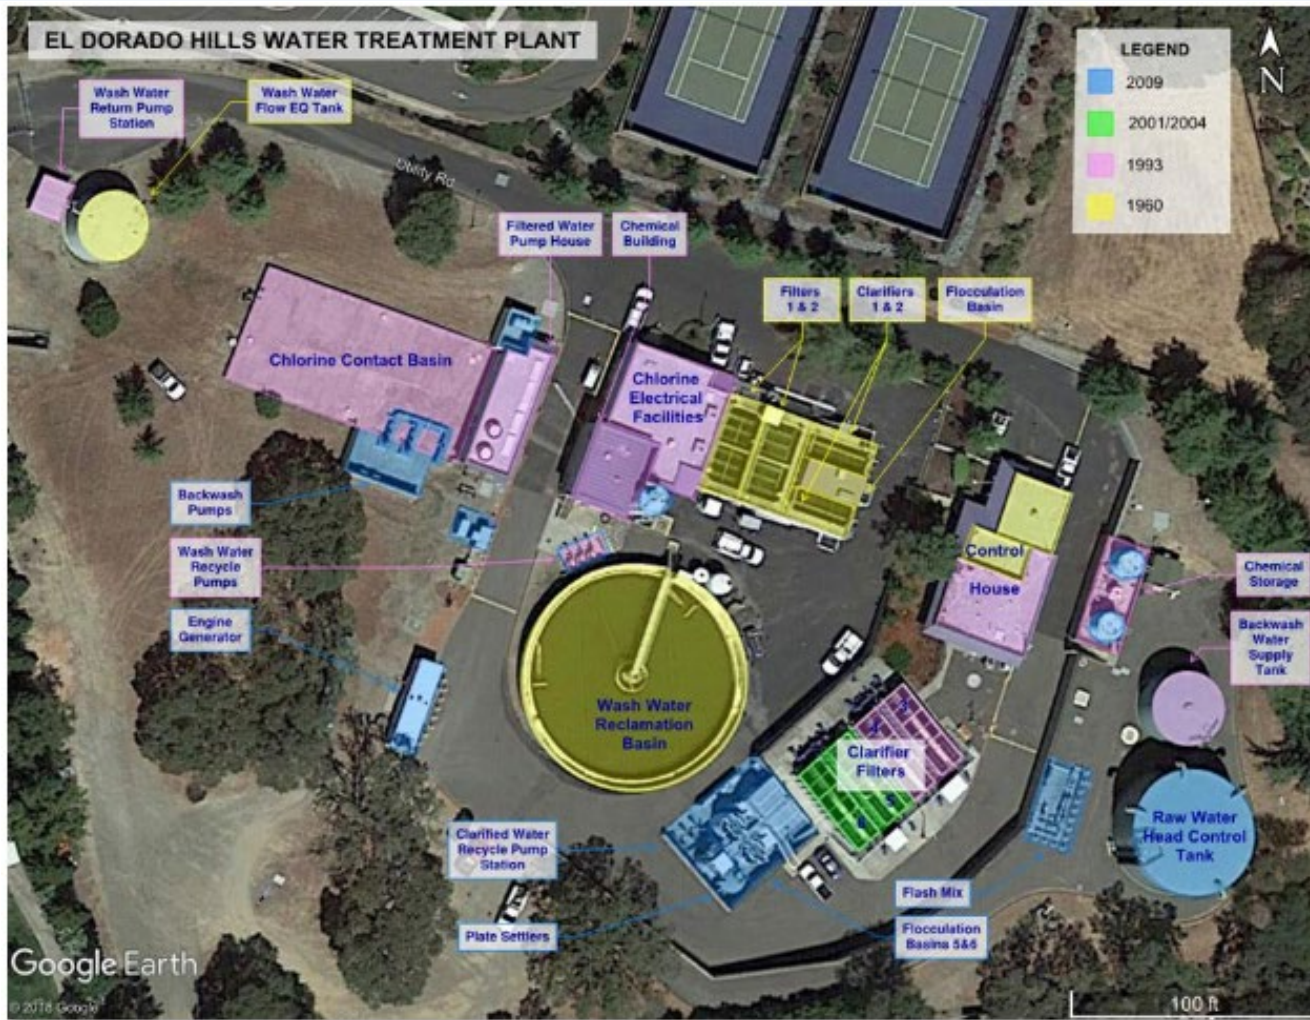 EL DORADO HILLS WATER TREATMENT PLANT
LEGEND
2009
2001/2004
1993
1960
N
Wash Water
Return Pump
Station
Wash Water
Flow EQ Tank
Utility Rd
Filtered Water
Pump House
Chemical
Building
Filters
1 & 2
Clarifiers
1 & 2
Flocculation
Basin
Chlorine Contact Basin
Chlorine
Electrical
Facilities
Backwash
Pumps
Wash Water
Recycle
Pumps
Engine
Generator
Control
House
Chemical
Storage
Backwash
Water
Supply
Tank
Wash Water
Reclamation
Basin
3
4
Clarifier
Filters
5
6
Raw Water
Head Control
Tank
Clarified Water
Recycle Pump
Station
Flash Mix
Plate Settlers
Flocculation
Basins 5&6
Google Earth
© 2018 Google
100 ft